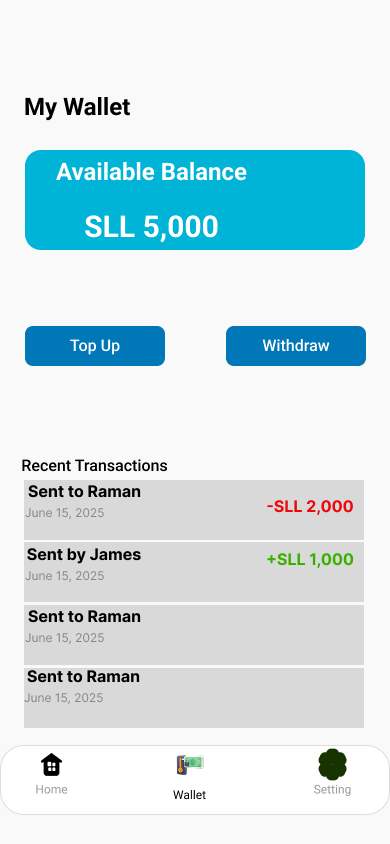 My Wallet
Available Balance
SLL 5,000
Top Up
Withdraw
Recent Transactions
Sent to Raman
-SLL 2,000
June 15, 2025
Sent by James
+SLL 1,000
June 15, 2025
Sent to Raman
June 15, 2025
Sent to Raman
June 15, 2025
Home
Wallet
Setting